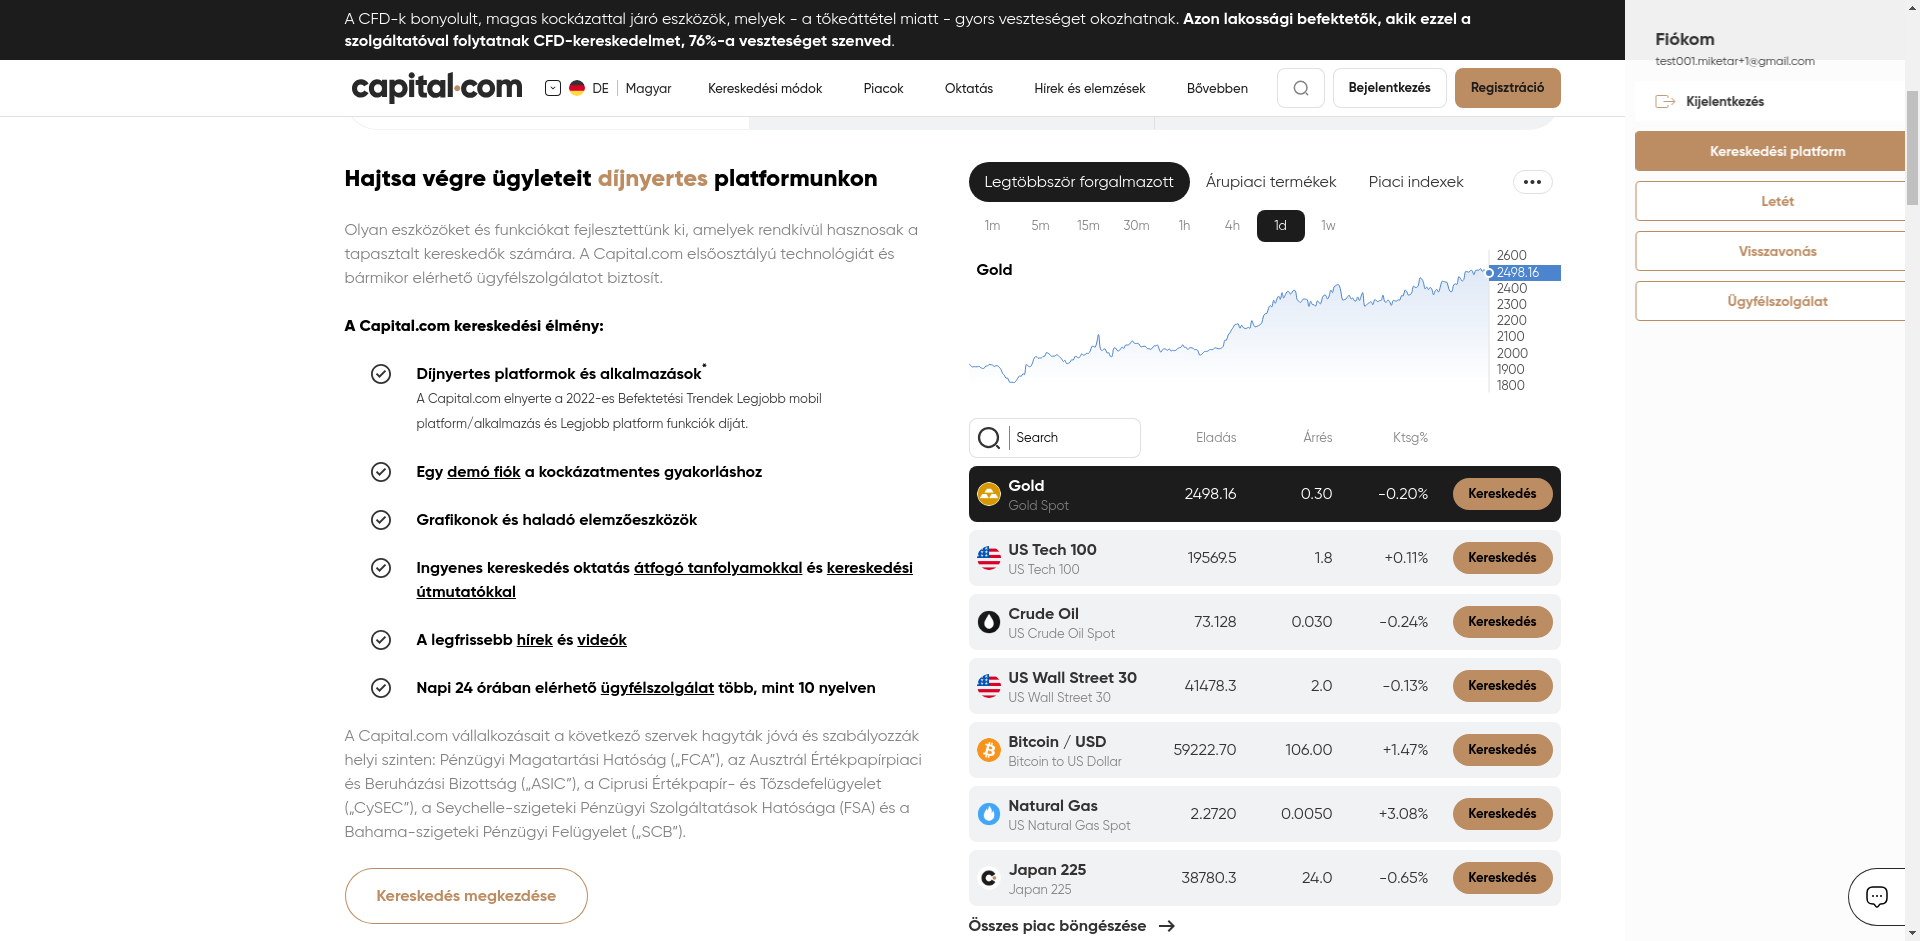 A CFD-k bonyolult, magas kockázattal járó eszközök, melyek - a tőkeáttétel miatt - gyors veszteséget okozhatnak. Azon lakossági befektetők, akik ezzel a
szolgáltatóval folytatnak CFD-kereskedelmet, 76%-a veszteséget szenved.
capital.com
DE Magyar
Kereskedési módok
Piacok
Oktatás
Hírek és elemzések
Bővebben
Bejelentkezés
Regisztráció
Hajtsa végre ügyleteit díjnyertes platformunkon
Olyan eszközöket és funkciókat fejlesztettünk ki, amelyek rendkívül hasznosak a
tapasztalt kereskedők számára. A Capital.com elsőosztályú technológiát és
bármikor elérhető ügyfélszolgálatot biztosít.
A Capital.com kereskedési élmény:
Díjnyertes platformok és alkalmazások*
A Capital.com elnyerte a 2022-es Befektetési Trendek Legjobb mobil
platform/alkalmazás és Legjobb platform funkciók díját.
Egy demó fiók a kockázatmentes gyakorláshoz
Grafikonok és haladó elemzőeszközök
Ingyenes kereskedés oktatás átfogó tanfolyamokkal és kereskedési
útmutatókkal
A legfrissebb hírek és videók
Napi 24 órában elérhető ügyfélszolgálat több, mint 10 nyelven
A Capital.com vállalkozásait a következő szervek hagyták jóvá és szabályozzák
helyi szinten: Pénzügyi Magatartási Hatóság („FCA”), az Ausztrál Értékpapírpiaci
és Beruházási Bizottság („ASIC”), a Ciprusi Értékpapír- és Tőzsdefelügyelet
(„CySEC”), a Seychelle-szigeteki Pénzügyi Szolgáltatások Hatósága (FSA) és a
Bahama-szigeteki Pénzügyi Felügyelet („SCB”).
Kereskedés megkezdése
Legtöbbször forgalmazott
Árupiaci termékek
Piaci indexek
1m 5m 15m 30m 1h 4h 1d 1w
Gold
2600
2498.16
2400
2300
2200
2100
2000
1900
1800
Search
Eladás Árrés Ktsg%
Gold
Gold Spot
2498.16 0.30 -0.20% Kereskedés
US Tech 100
US Tech 100
19569.5 1.8 +0.11% Kereskedés
Crude Oil
US Crude Oil Spot
73.128 0.030 -0.24% Kereskedés
US Wall Street 30
US Wall Street 30
41478.3 2.0 -0.13% Kereskedés
Bitcoin / USD
Bitcoin to US Dollar
59222.70 106.00 +1.47% Kereskedés
Natural Gas
US Natural Gas Spot
2.2720 0.0050 +3.08% Kereskedés
Japan 225
Japan 225
38780.3 24.0 -0.65% Kereskedés
Összes piac böngészése
Fiókom
test001.miketar+1@gmail.com
Kijelentkezés
Kereskedési platform
Letét
Visszavonás
Ügyfélszolgálat